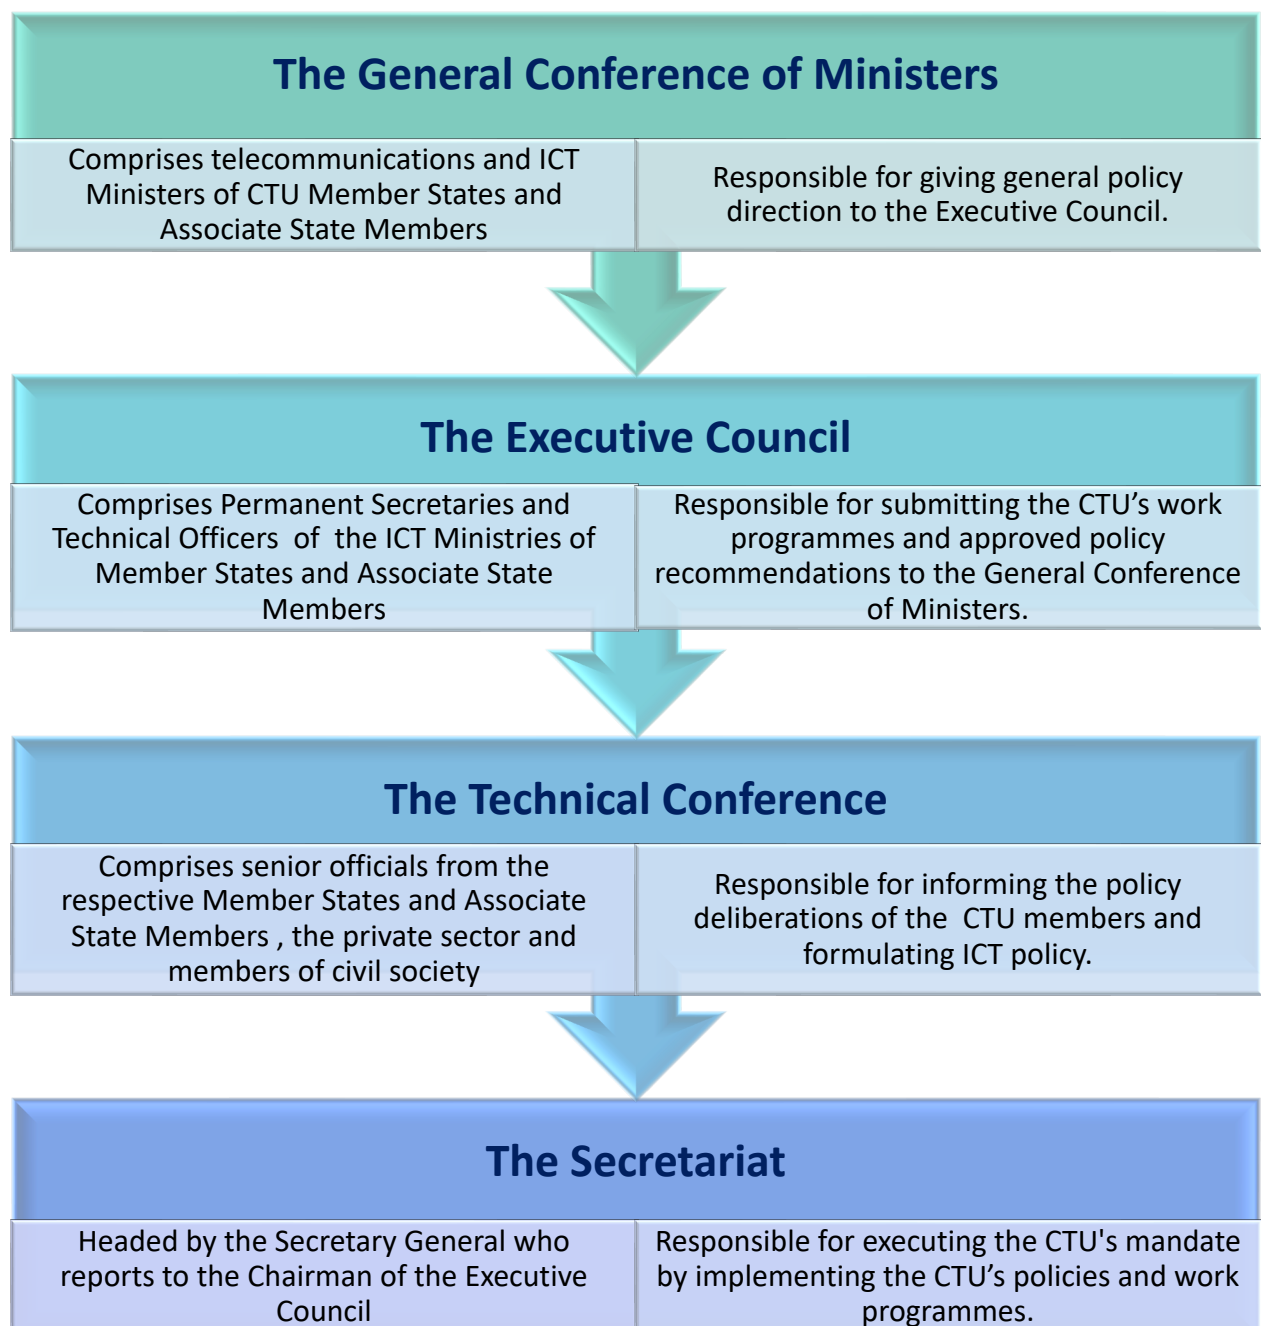 The General Conference of Ministers
Comprises telecommunications and ICT
Ministers of CTU Member States and
Associate State Members
Responsible for giving general policy
direction to the Executive Council.
The Executive Council
Comprises Permanent Secretaries and
Technical Officers  of  the ICT Ministries of
Member States and Associate State
Members
Responsible for submitting the CTU’s work
programmes and approved policy
recommendations to the General Conference
of Ministers.
The Technical Conference
Comprises senior officials from the
respective Member States and Associate
State Members , the private sector and
members of civil society
Responsible for informing the policy
deliberations of the  CTU members and
formulating ICT policy.
The Secretariat
Headed by the Secretary General who
reports to the Chairman of the Executive
Council
Responsible for executing the CTU's mandate
by implementing the CTU’s policies and work
programmes.